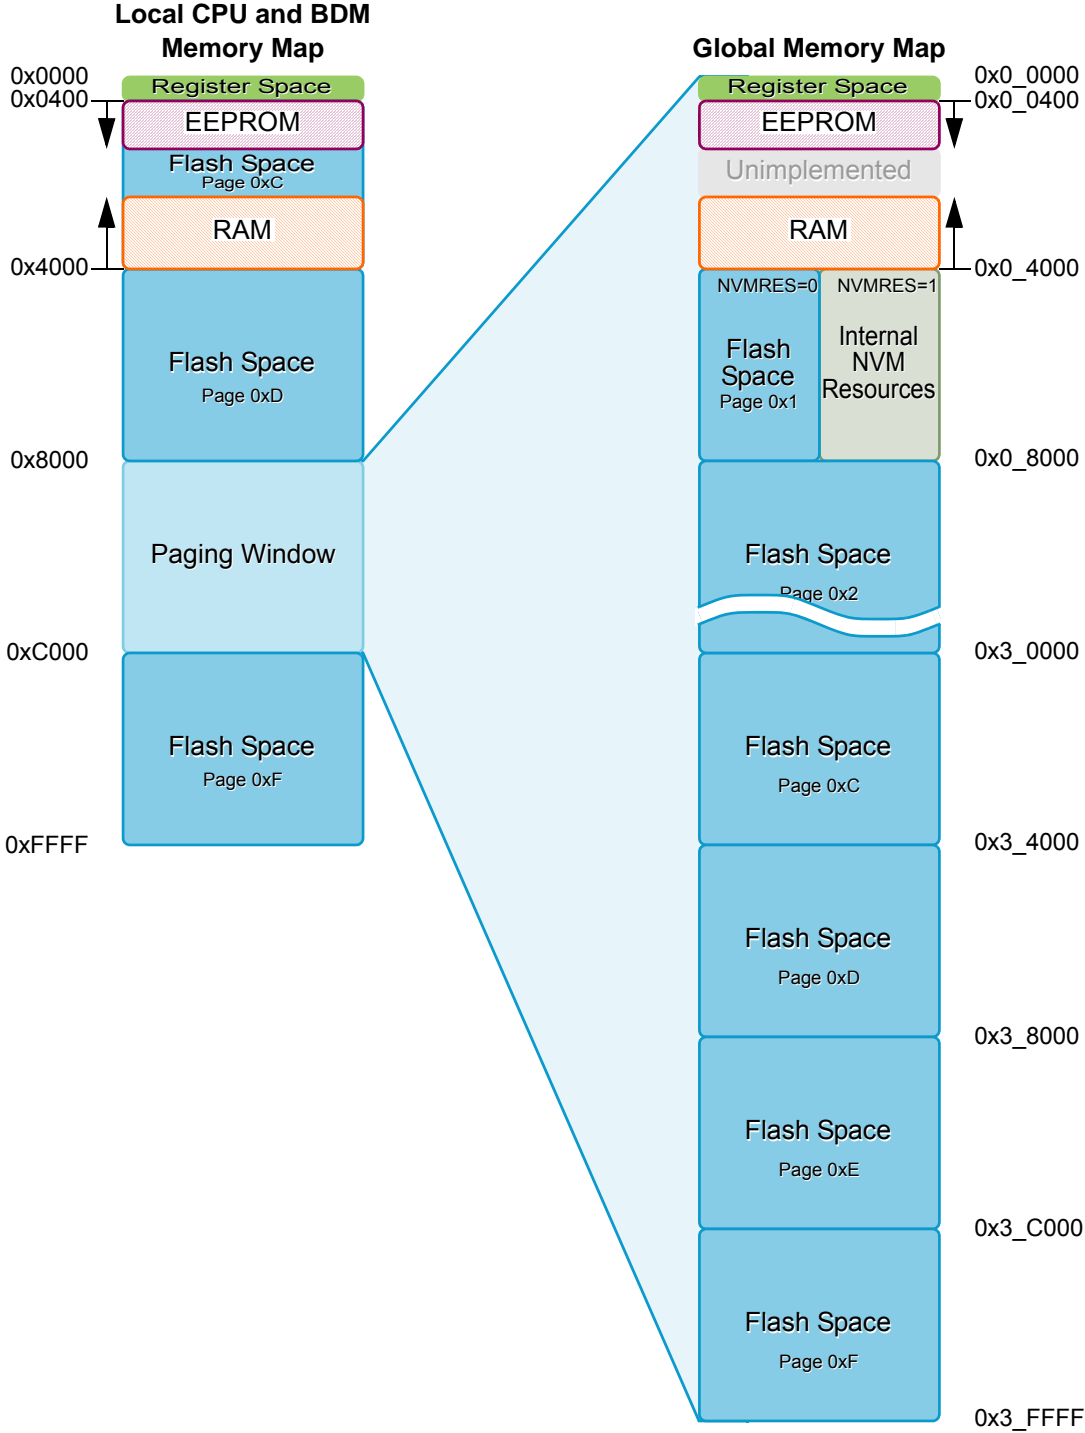 Local CPU and BDM
Memory Map
0x0000
Register Space
0x0400
EEPROM
Flash Space
Page 0xC
RAM
0x4000
Flash Space
Page 0xD
0x8000
Paging Window
0xC000
Flash Space
Page 0xF
0xFFFF
Global Memory Map
0x0_0000
Register Space
0x0_0400
EEPROM
Unimplemented
RAM
0x0_4000
NVMRES=0
NVMRES=1
Flash
Space
Page 0x1
Internal
NVM
Resources
0x0_8000
Flash Space
Page 0x2
0x3_0000
Flash Space
Page 0xC
0x3_4000
Flash Space
Page 0xD
0x3_8000
Flash Space
Page 0xE
0x3_C000
Flash Space
Page 0xF
0x3_FFFF